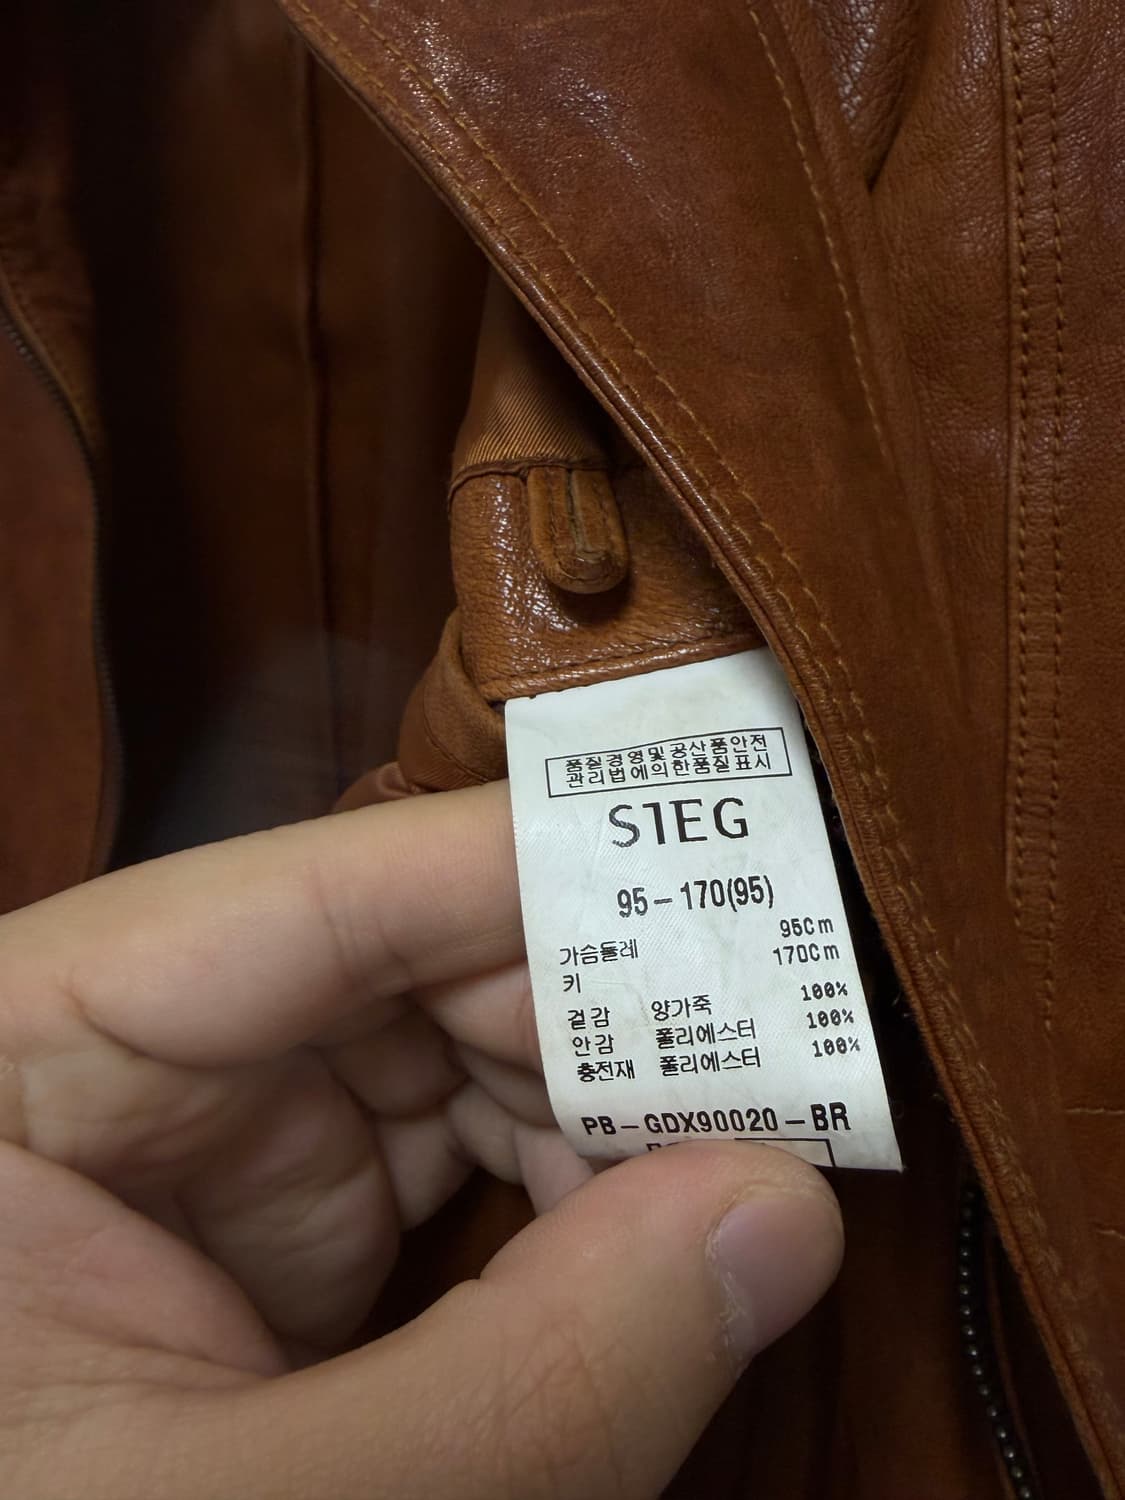 품질경영및공산품안전
관리법에의한품질표시
SIEG
95-170(95)
가슴둘레 95Cm
키 170Cm
겉감 양가죽 100%
안감 폴리에스터 100%
충전재 폴리에스터 100%
PB-GDX90020-BR